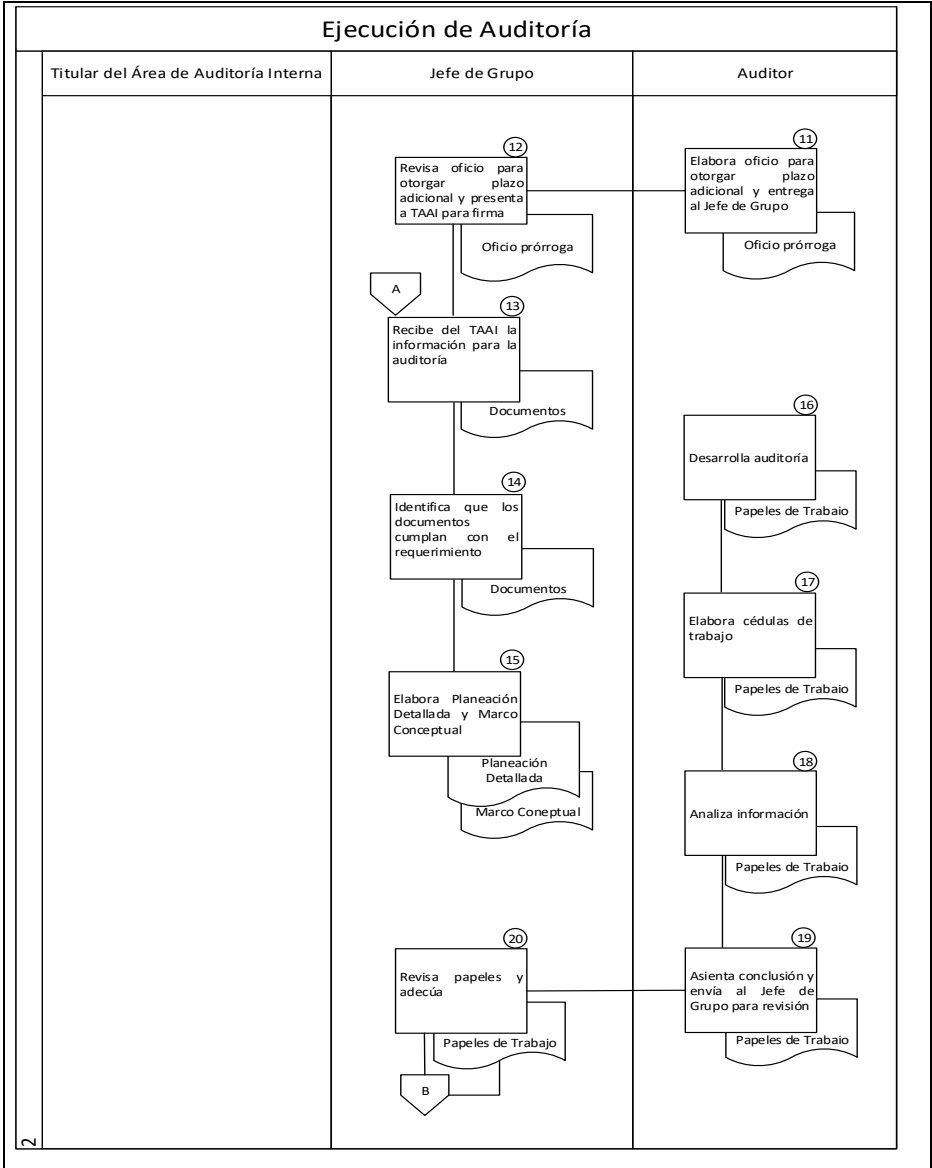 Ejecución de Auditoría
Titular del Área de Auditoría Interna
Jefe de Grupo
Auditor
11
Elabora oficio para
otorgar plazo
adicional y entrega
al Jefe de Grupo
Oficio prórroga
12
Revisa oficio para
otorgar plazo
adicional y presenta
a TAAI para firma
Oficio prórroga
A
13
Recibe del TAAI la
información para la
auditoría
Documentos
14
Identifica que los
documentos
cumplan con el
requerimiento
Documentos
15
Elabora Planeación
Detallada y Marco
Conceptual
Planeación
Detallada
Marco Coneptual
16
Desarrolla auditoría
Papeles de Trabaio
17
Elabora cédulas de
trabajo
Papeles de Trabaio
18
Analiza información
Papeles de Trabaio
19
Asienta conclusión y
envía al Jefe de
Grupo para revisión
Papeles de Trabaio
20
Revisa papeles y
adecúa
Papeles de Trabajo
B
2